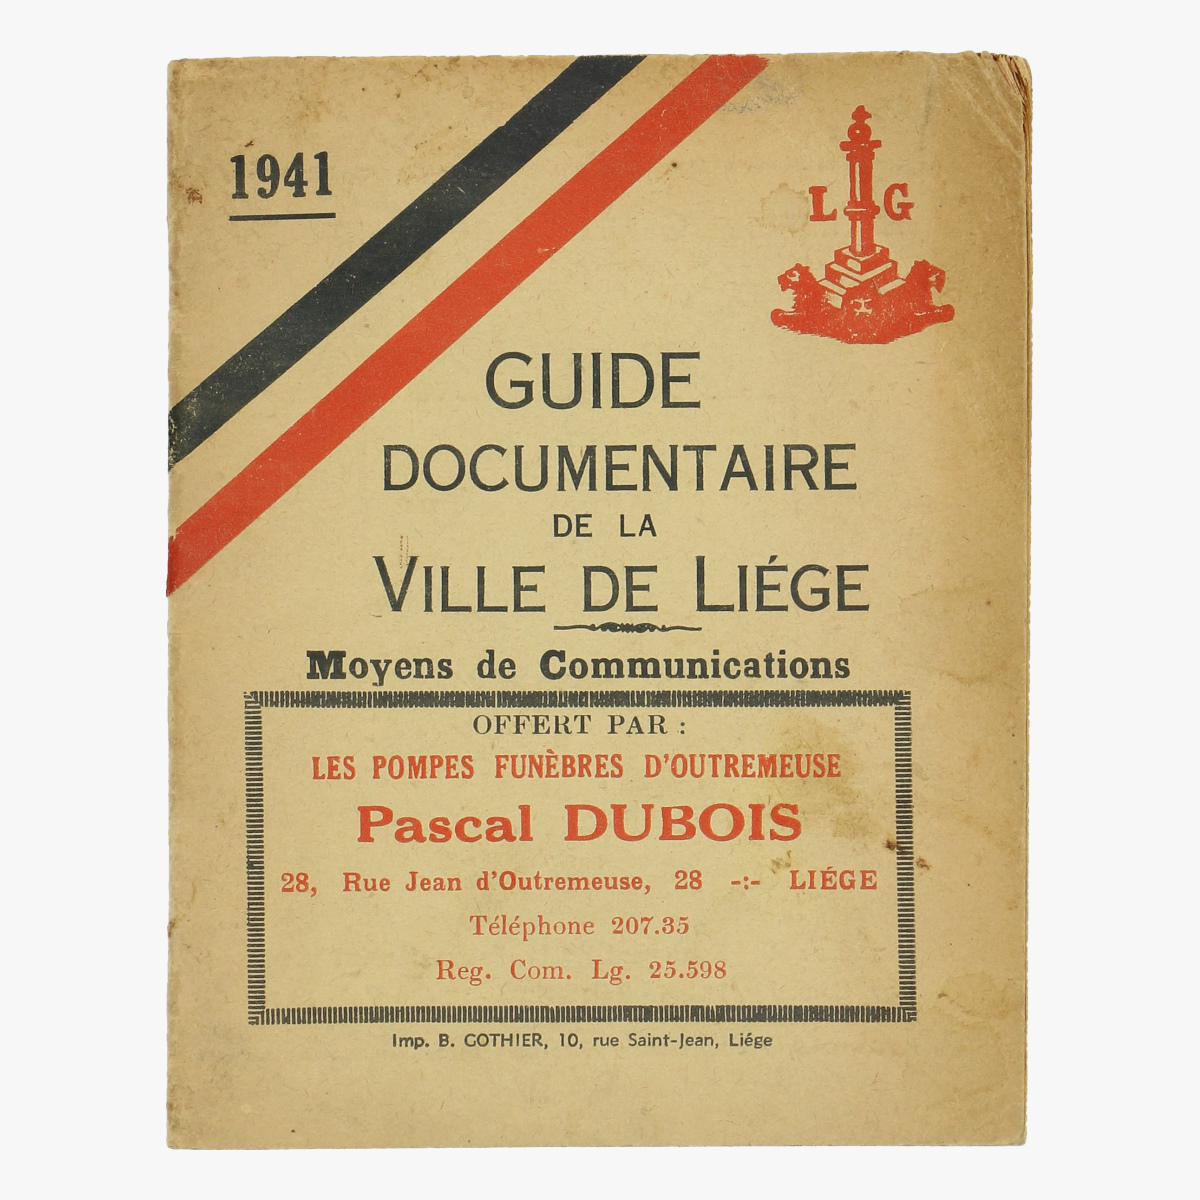 1941
L G
GUIDE
DOCUMENTAIRE
DE LA
VILLE DE LIÉGE
Moyens de Communications
OFFERT PAR :
LES POMPES FUNÈBRES D'OUTREMEUSE
Pascal DUBOIS
28, Rue Jean d'Outremeuse, 28 -:- LIÉGE
Téléphone 207.35
Reg. Com. Lg. 25.598
Imp. B. GOTHIER, 10, rue Saint-Jean, Liége